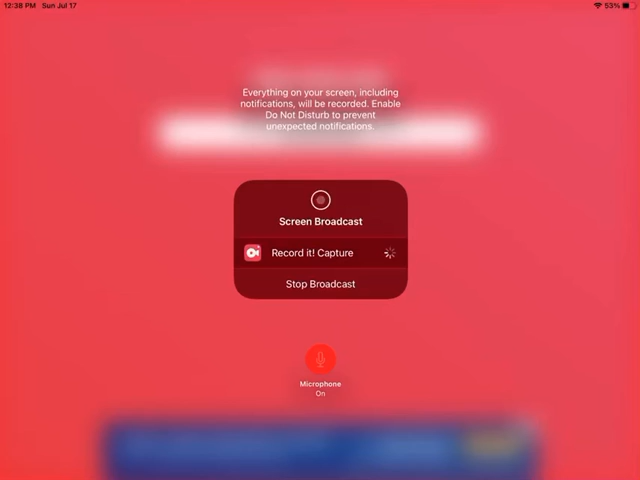 12:38 PM Sun Jul 17
53%
Everything on your screen, including
notifications, will be recorded. Enable
Do Not Disturb to prevent
unexpected notifications.
Screen Broadcast
Record it! Capture
Stop Broadcast
Microphone
On